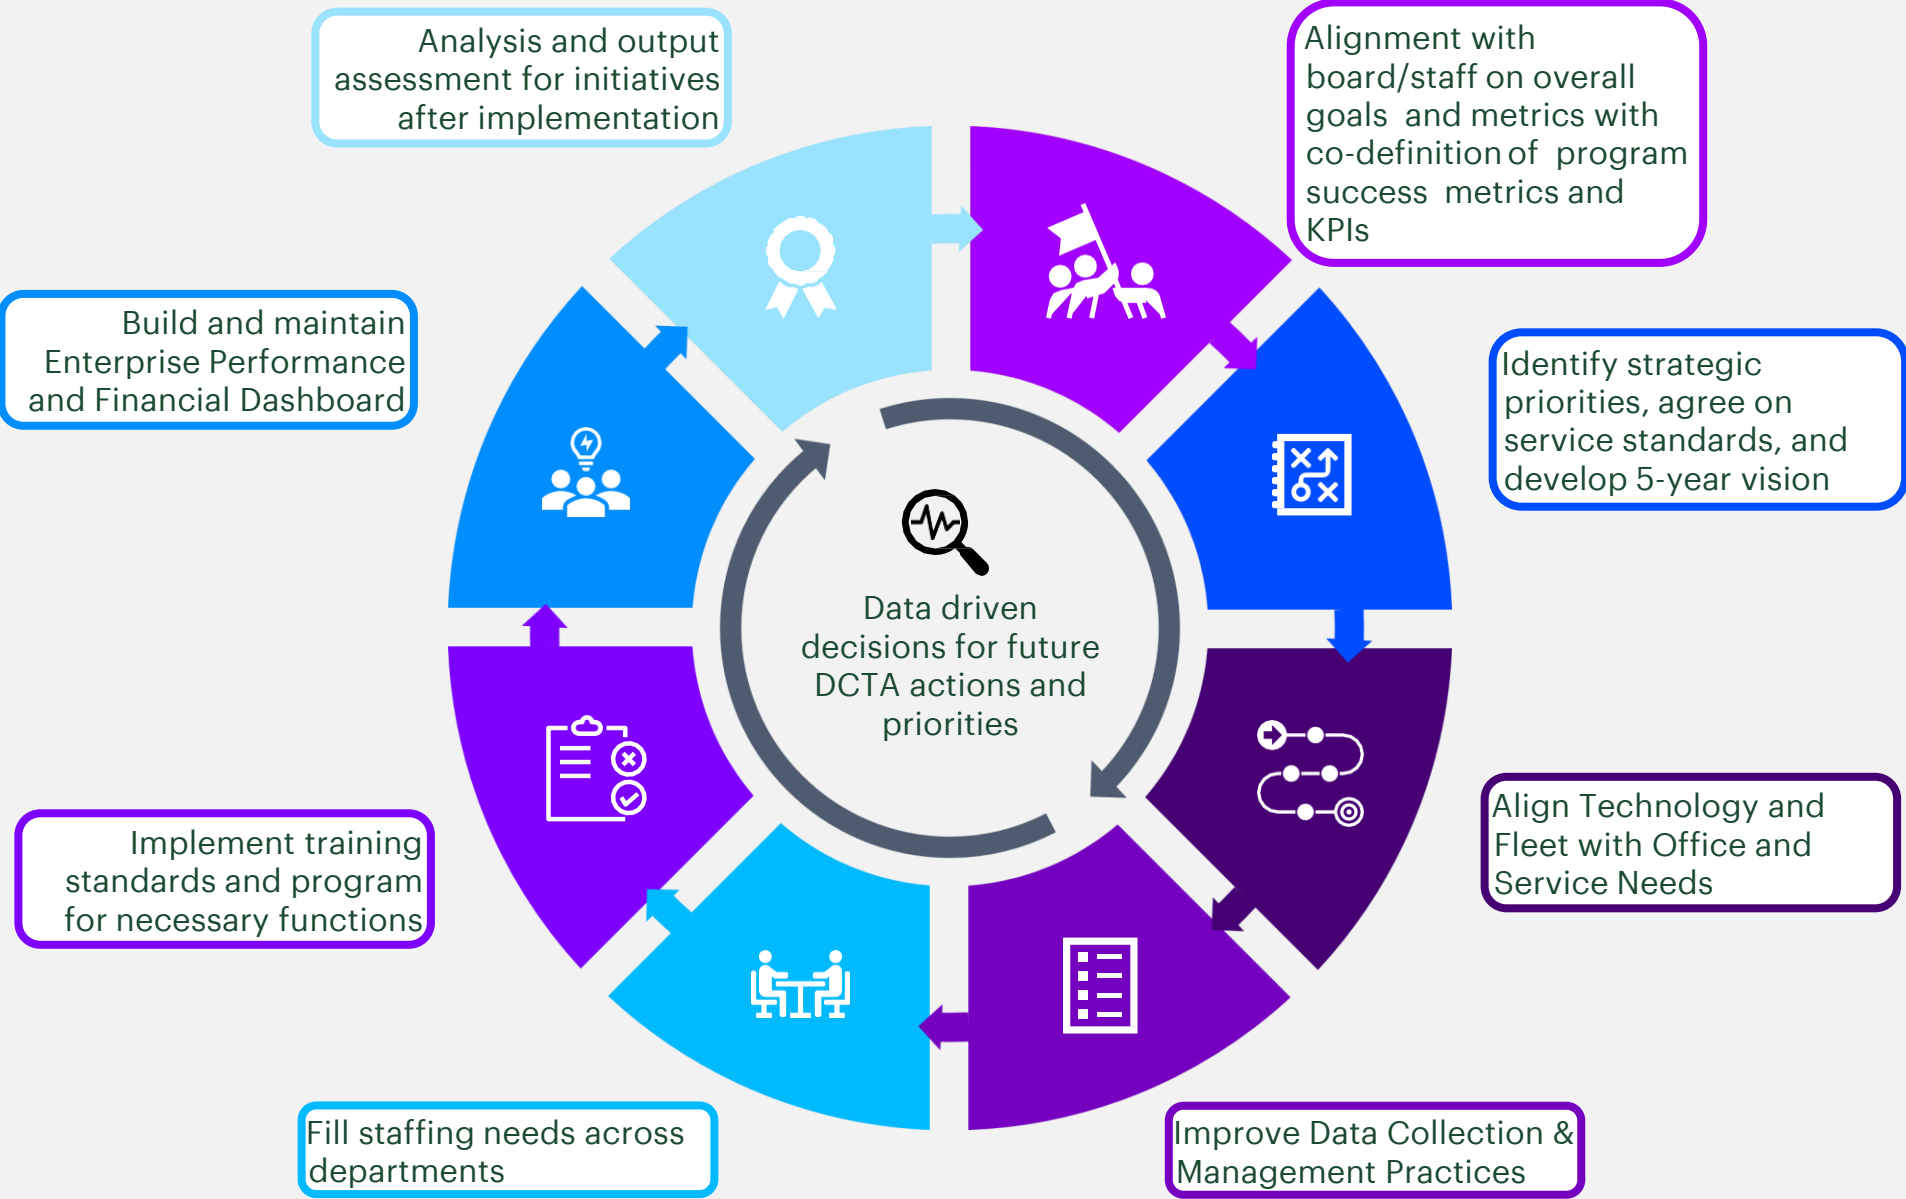 Analysis and output
assessment for initiatives
after implementation
Alignment with
board/staff on overall
goals and metrics with
co-definition of program
success metrics and
KPIs
Build and maintain
Enterprise Performance
and Financial Dashboard
Identify strategic
priorities, agree on
service standards, and
develop 5-year vision
Data driven
decisions for future
DCTA actions and
priorities
Implement training
standards and program
for necessary functions
Align Technology and
Fleet with Office and
Service Needs
Fill staffing needs across
departments
Improve Data Collection &
Management Practices